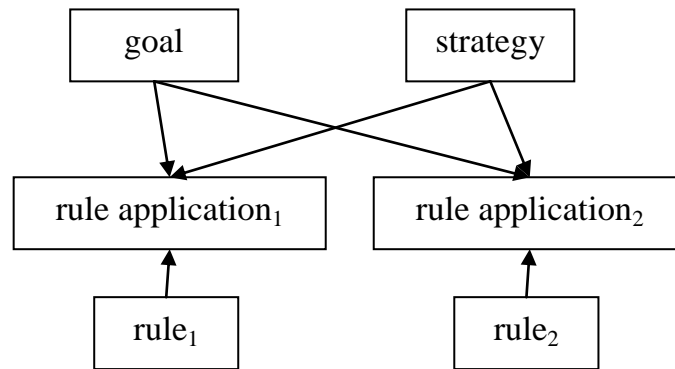 goal strategy
rule application₁ rule application₂
rule₁ rule₂